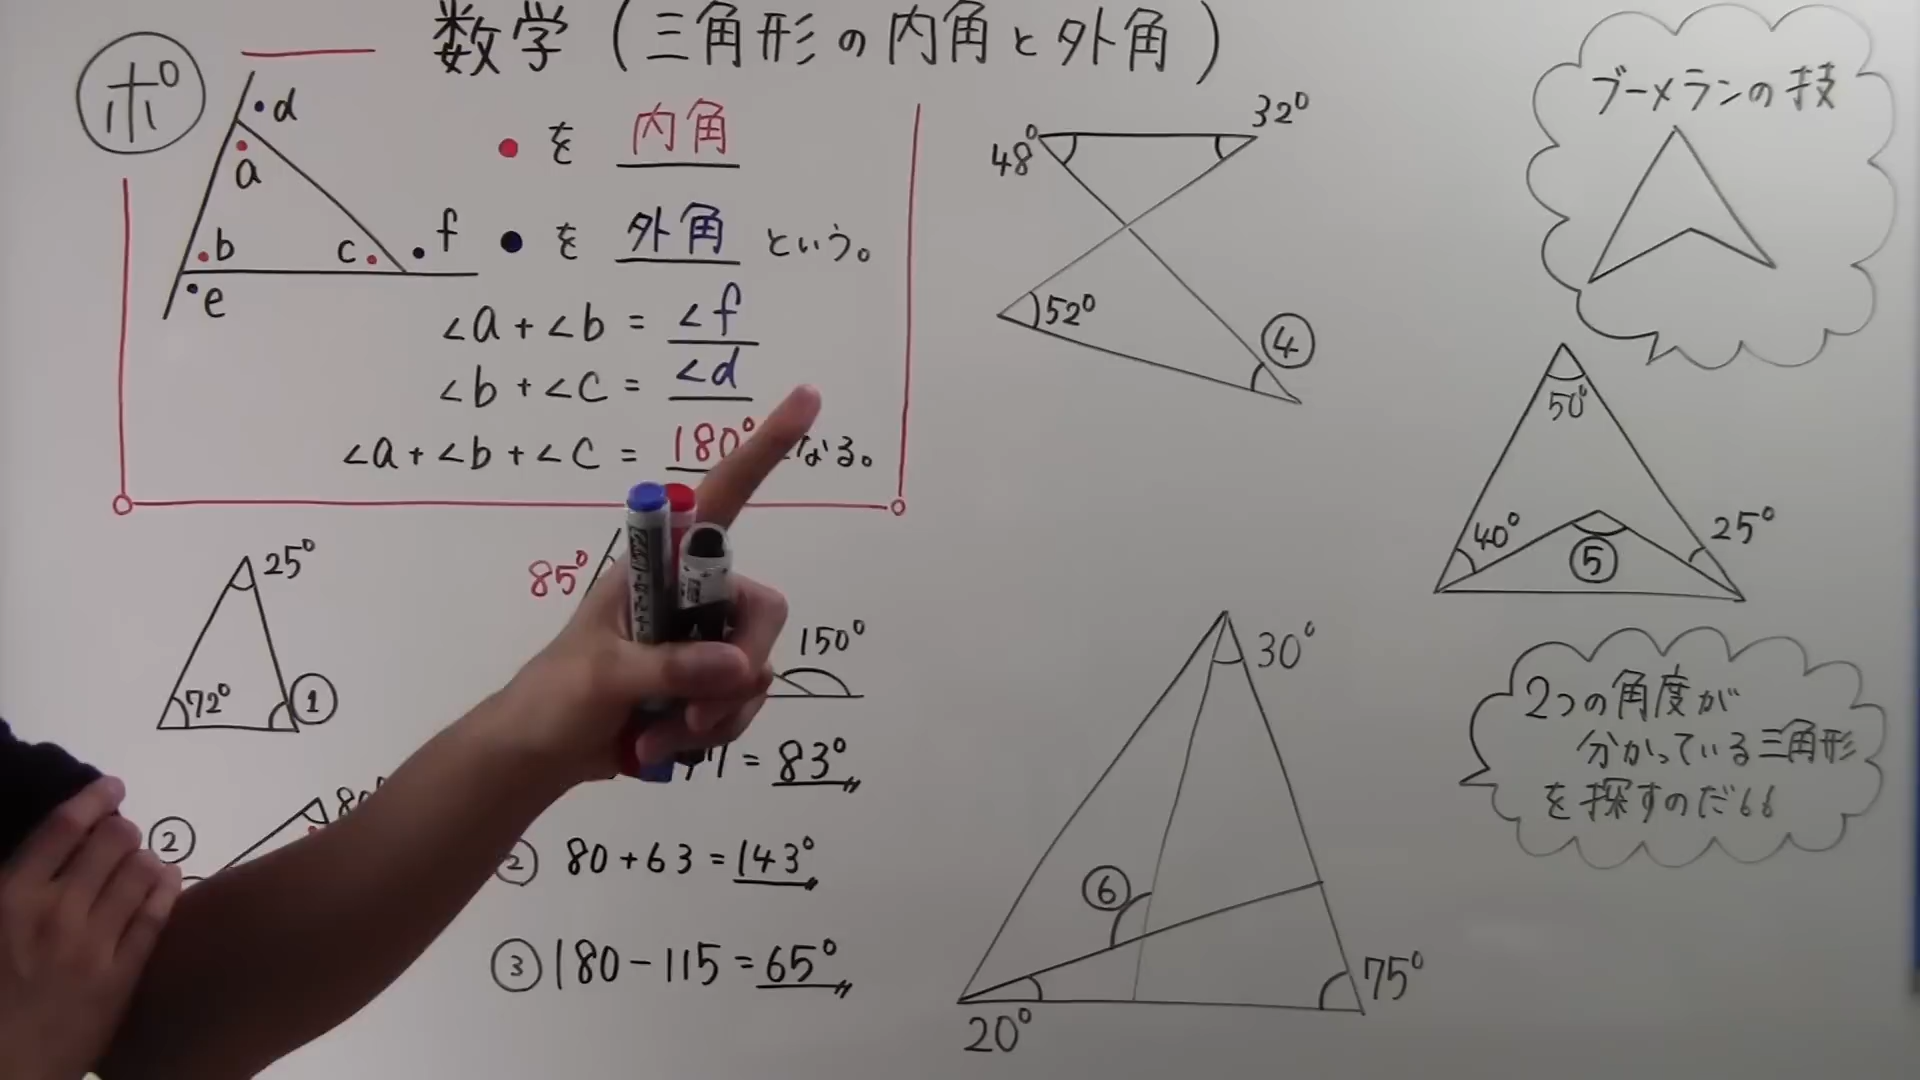 数学（三角形の内角と外角）
ポ
d
a
b
c
f
e
● を 内角
● を 外角 という。
∠a+∠b = ∠f
∠b+∠c = ∠d
∠a+∠b+∠c = 180° なる。
48°
32°
52°
④
ブーメランの技
50°
40°
⑤
25°
2つの角度が
分かっている三角形
を探すのだ!!
25°
72°
①
85°
150°
②
= 83°
② 80+63=143°
③ 180-115=65°
30°
⑥
20°
75°